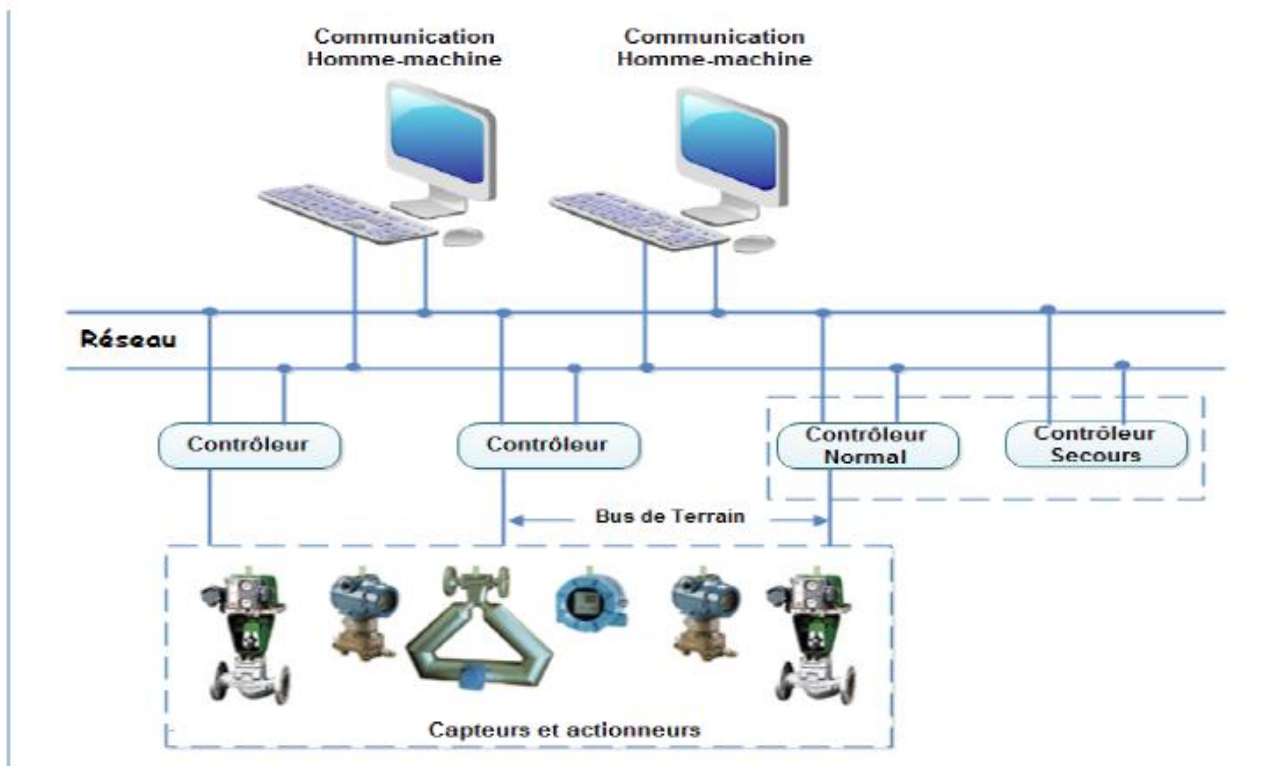 Communication
Homme-machine
Communication
Homme-machine
Réseau
Contrôleur
Contrôleur
Contrôleur
Normal
Contrôleur
Secours
Bus de Terrain
Capteurs et actionneurs